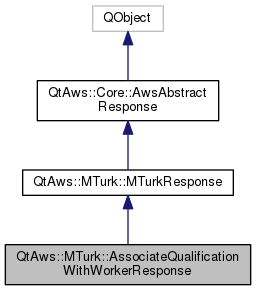 QObject
QtAws::Core::AwsAbstract
Response
QtAws::MTurk::MTurkResponse
QtAws::MTurk::AssociateQualification
WithWorkerResponse